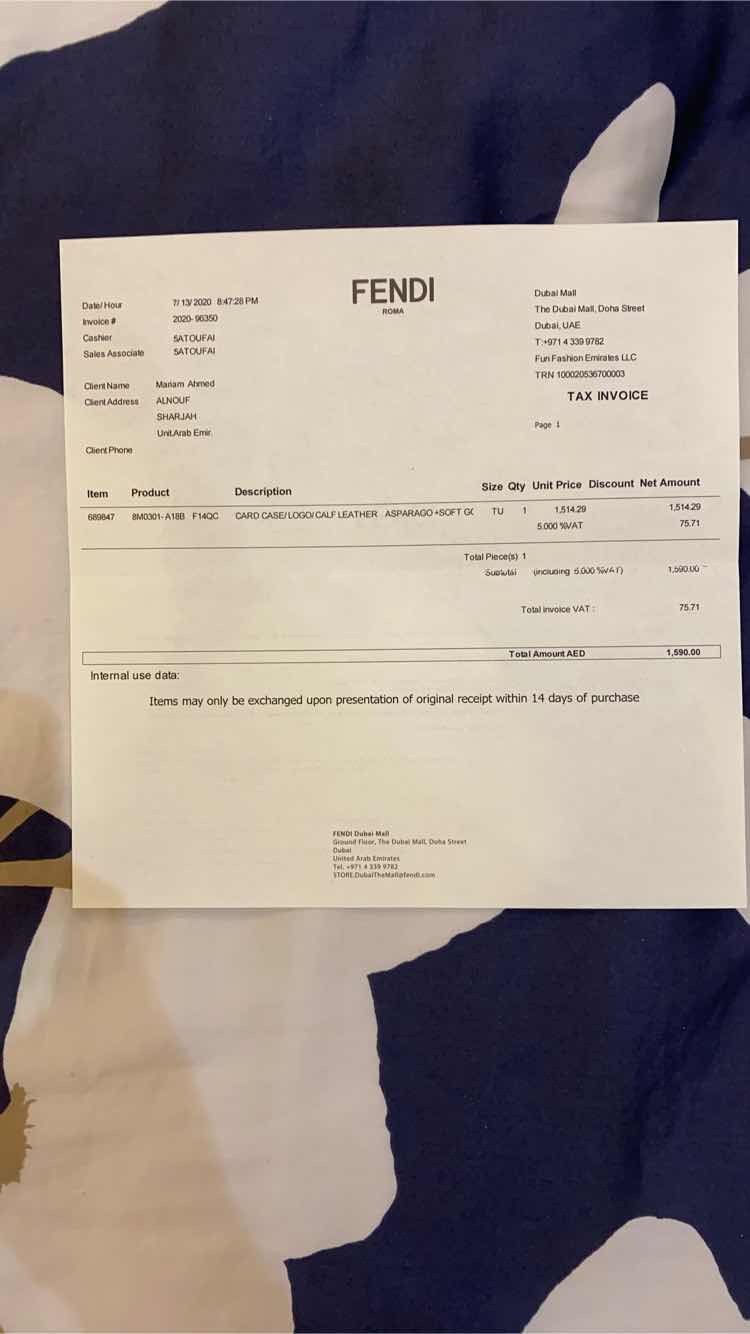 FENDI
ROMA
Date/Hour 7/13/2020 8:47:28 PM
Invoice # 2020-96350
Cashier SATOUFAI
Sales Associate SATOUFAI
Client Name Mariam Ahmed
Client Address ALNOUF
SHARJAH
Unit.Arab Emir.
Client Phone
Dubai Mall
The Dubai Mall, Doha Street
Dubai, UAE
T:+971 4 339 9782
Fun Fashion Emirates LLC
TRN 100020536700003
TAX INVOICE
Page 1
Item Product Description Size Qty Unit Price Discount Net Amount
689847 8M0301-A18B F14QC CARD CASE/LOGO/CALF LEATHER ASPARAGO+SOFT GO TU 1 1,514.29 1,514.29
5.000 %VAT 75.71
Total Piece(s) 1
Subtotal (including 5.000 %VAT) 1,590.00
Total invoice VAT : 75.71
Total Amount AED 1,590.00
Internal use data:
Items may only be exchanged upon presentation of original receipt within 14 days of purchase
FENDI Dubai Mall
Ground Floor, The Dubai Mall, Doha Street
Dubai
United Arab Emirates
Tel. +971 4 339 9782
STORE.DubaiTheMall@fendi.com